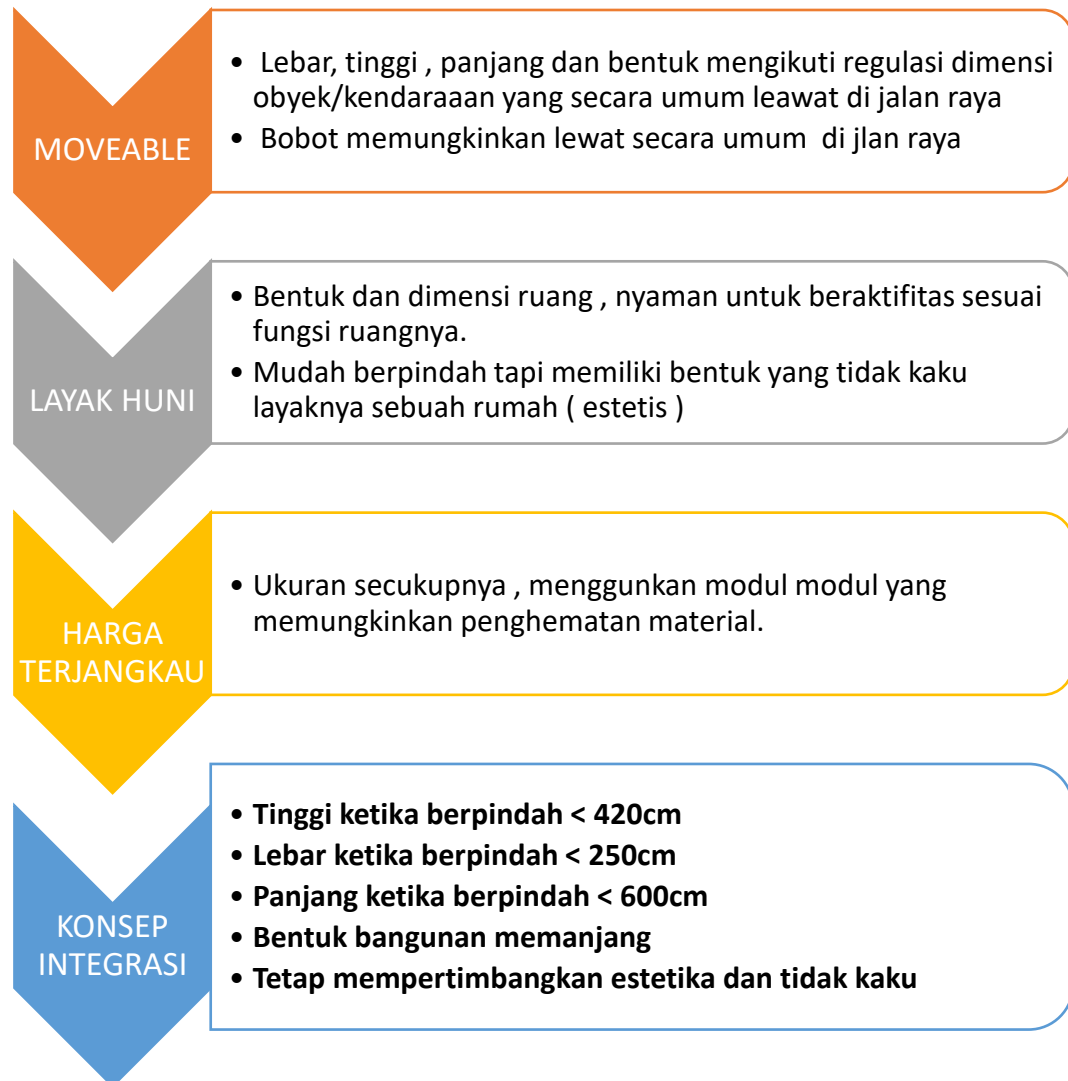 MOVEABLE
• Lebar, tinggi , panjang dan bentuk mengikuti regulasi dimensi
obyek/kendaraaan yang secara umum leawat di jalan raya
• Bobot memungkinkan lewat secara umum di jlan raya
LAYAK HUNI
• Bentuk dan dimensi ruang , nyaman untuk beraktifitas sesuai
fungsi ruangnya.
• Mudah berpindah tapi memiliki bentuk yang tidak kaku
layaknya sebuah rumah ( estetis )
HARGA
TERJANGKAU
• Ukuran secukupnya , menggunkan modul modul yang
memungkinkan penghematan material.
KONSEP
INTEGRASI
• Tinggi ketika berpindah < 420cm
• Lebar ketika berpindah < 250cm
• Panjang ketika berpindah < 600cm
• Bentuk bangunan memanjang
• Tetap mempertimbangkan estetika dan tidak kaku